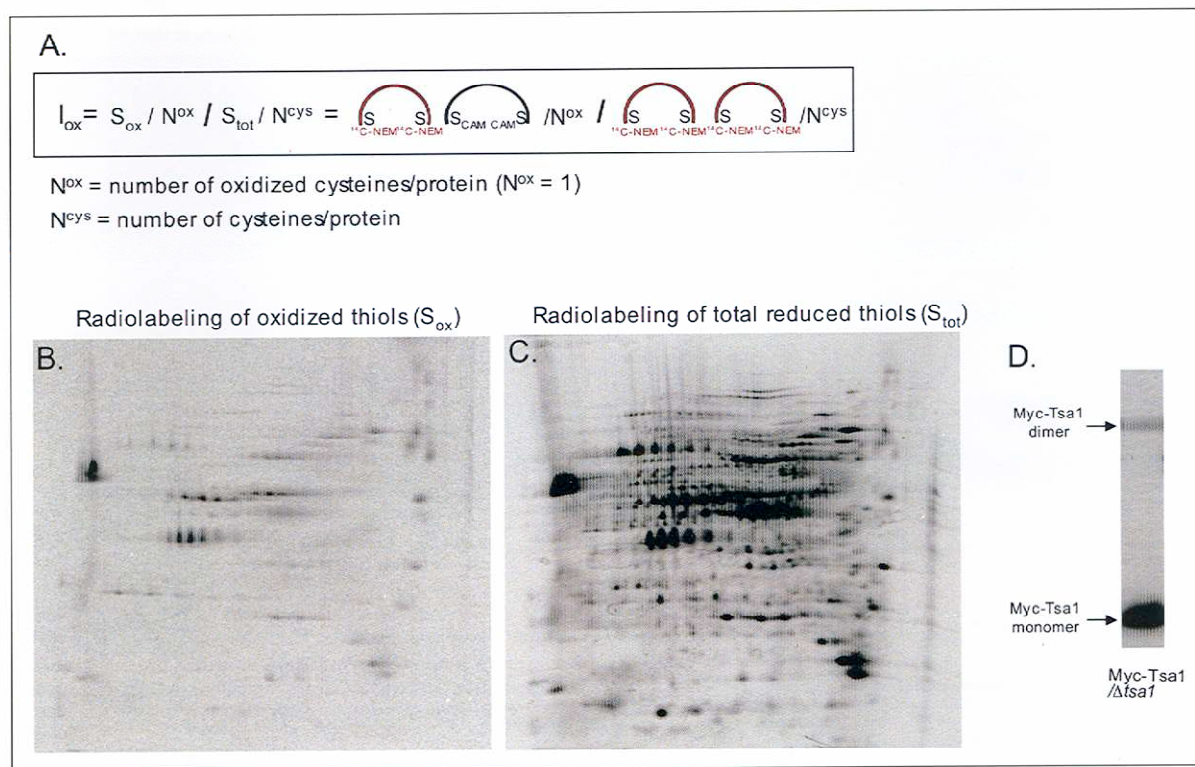 A.
I_ox = S_ox / N^ox / S_tot / N^cys = S S ¹⁴C-NEM ¹⁴C-NEM S CAM CAM S /N^ox / S S S S ¹⁴C-NEM ¹⁴C-NEM ¹⁴C-NEM ¹⁴C-NEM /N^cys
N^ox = number of oxidized cysteines/protein (N^ox = 1)
N^cys = number of cysteines/protein
Radiolabeling of oxidized thiols (S_ox)
B.
Radiolabeling of total reduced thiols (S_tot)
C.
D.
Myc-Tsa1
dimer
Myc-Tsa1
monomer
Myc-Tsa1
/Δtsa1